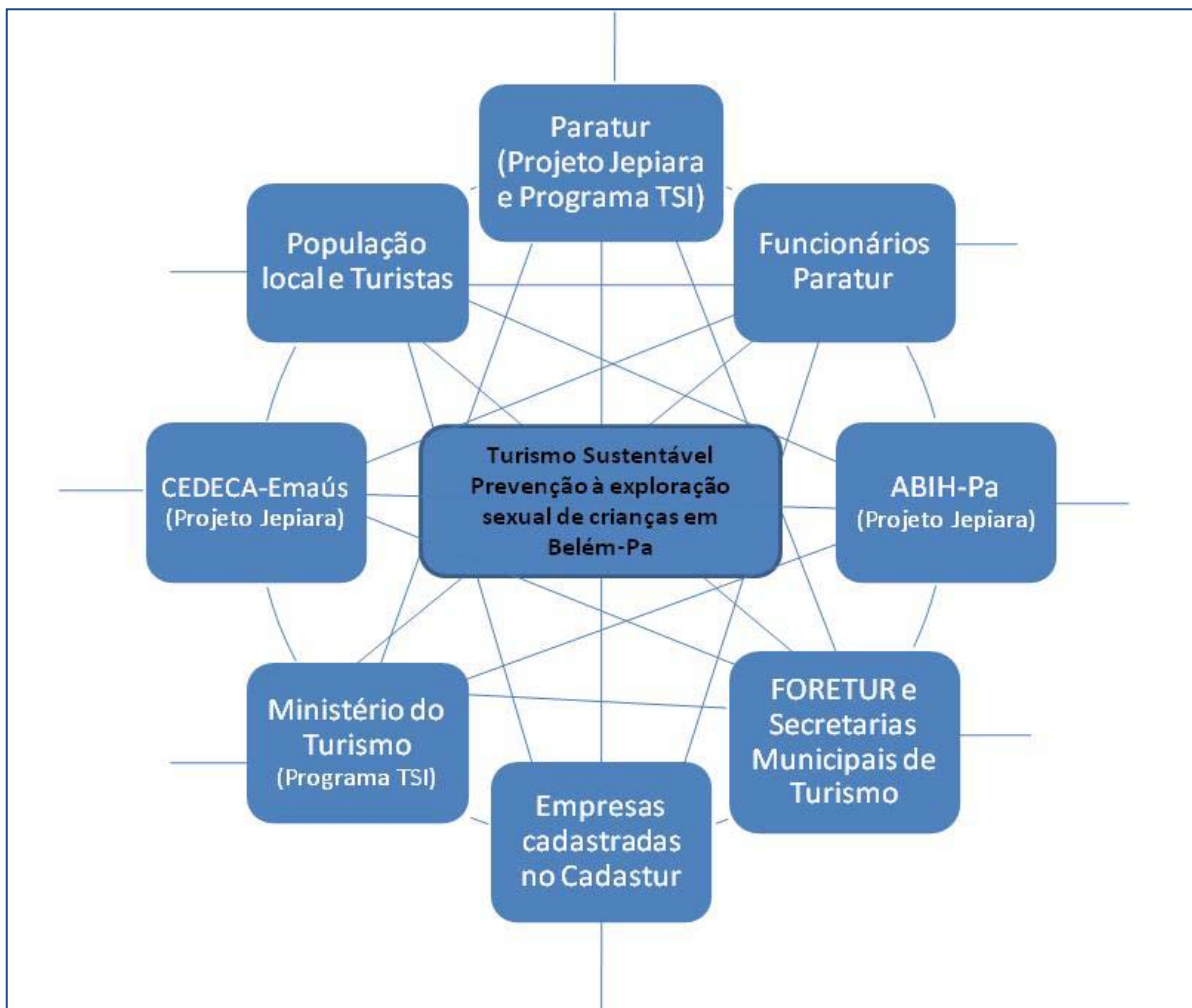 Paratur
(Projeto Jepiara
e Programa TSI)
População
local e Turistas
Funcionários
Paratur
CEDECA-Emaús
(Projeto Jepiara)
Turismo Sustentável
Prevenção à exploração
sexual de crianças em
Belém-Pa
ABIH-Pa
(Projeto Jepiara)
Ministério do
Turismo
(Programa TSI)
FORETUR e
Secretarias
Municipais de
Turismo
Empresas
cadastradas
no Cadastur